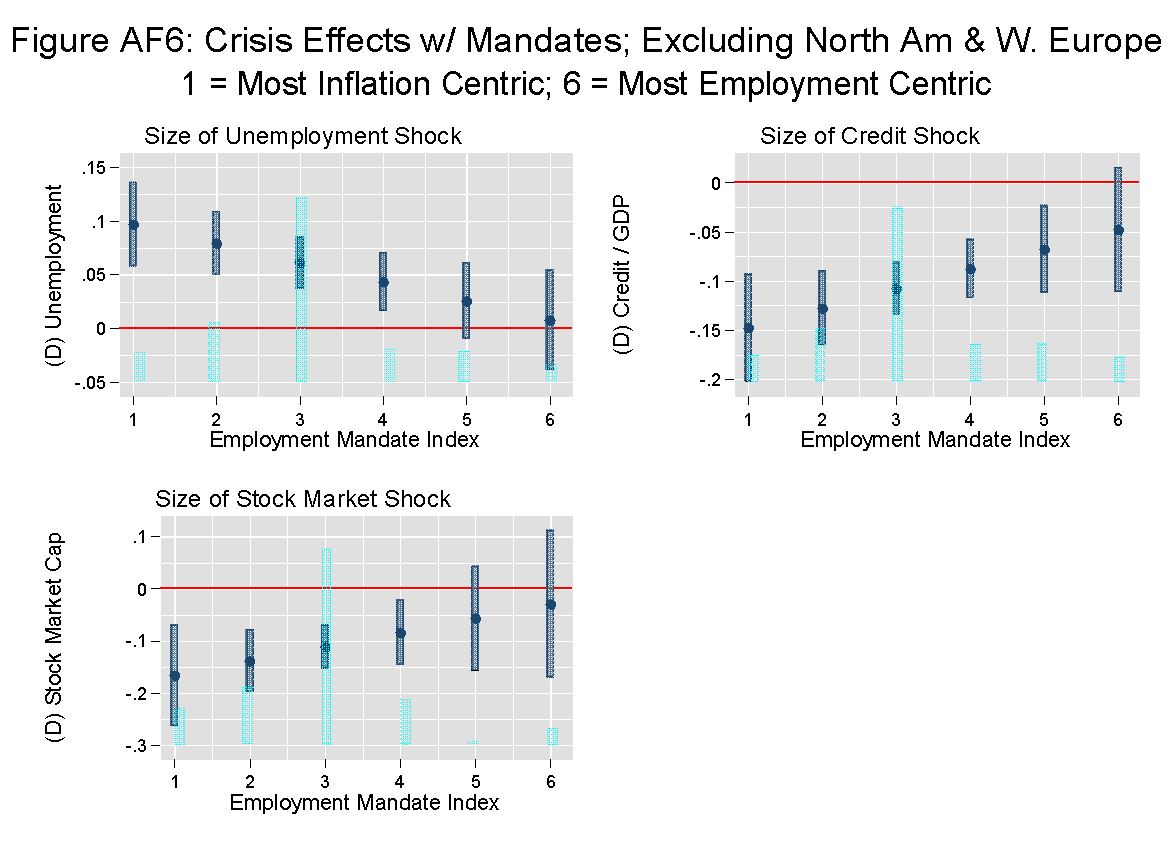 Figure AF6: Crisis Effects w/ Mandates; Excluding North Am & W. Europe
1 = Most Inflation Centric; 6 = Most Employment Centric
Size of Unemployment Shock
(D) Unemployment
.15
.1
.05
0
-.05
1 2 3 4 5 6
Employment Mandate Index
Size of Credit Shock
(D) Credit / GDP
0
-.05
-.1
-.15
-.2
1 2 3 4 5 6
Employment Mandate Index
Size of Stock Market Shock
(D) Stock Market Cap
.1
0
-.1
-.2
-.3
1 2 3 4 5 6
Employment Mandate Index